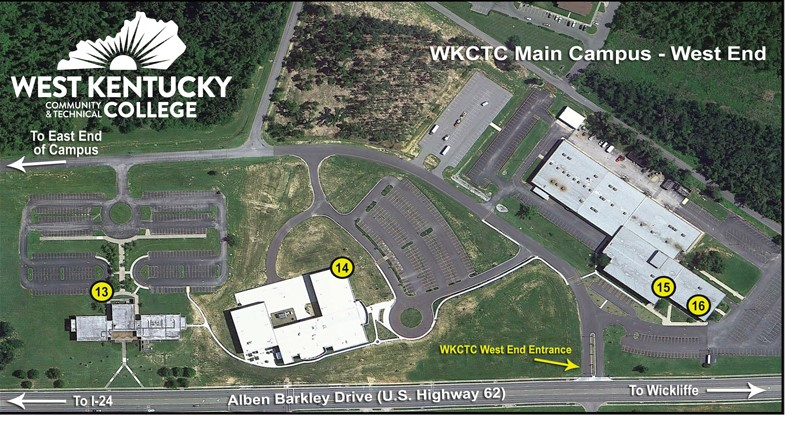 WKCTC Main Campus - West End
WEST KENTUCKY
COMMUNITY
& TECHNICAL
COLLEGE
To East End
of Campus
13
14
15
16
WKCTC West End Entrance
To I-24
Alben Barkley Drive (U.S. Highway 62)
To Wickliffe